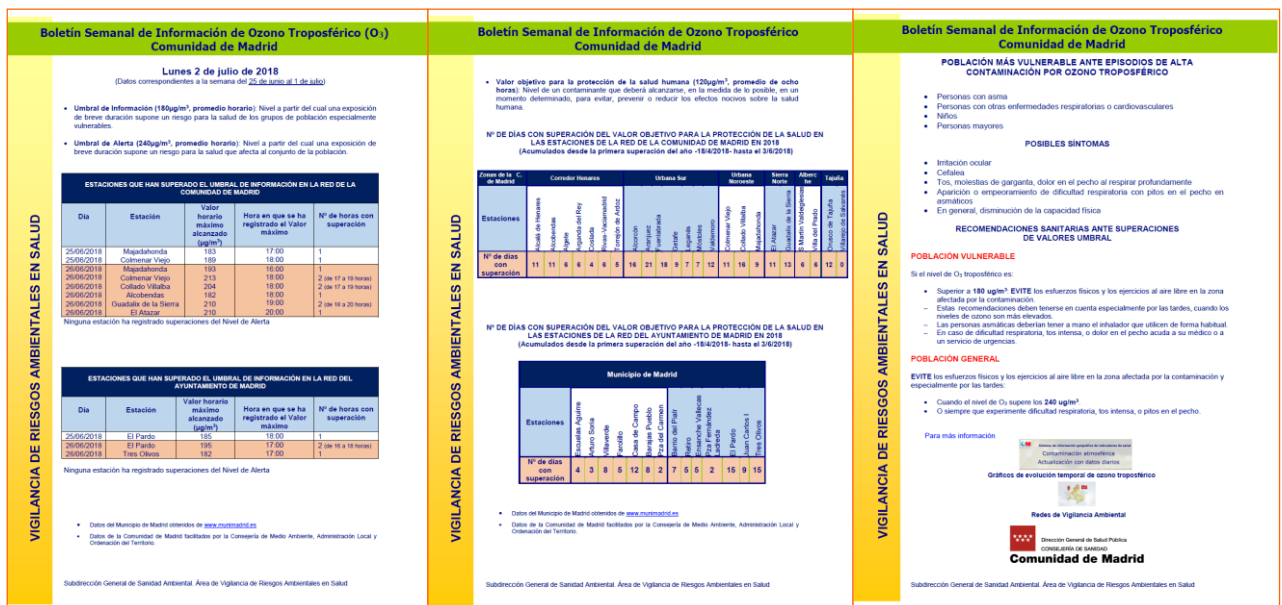 Boletín Semanal de Información de Ozono Troposférico (O₃)
Comunidad de Madrid
VIGILANCIA DE RIESGOS AMBIENTALES EN SALUD
Lunes 2 de julio de 2018
(Datos correspondientes a la semana del 25 de junio al 1 de julio)
• Umbral de Información (180µg/m³, promedio horario): Nivel a partir del cual una exposición
de breve duración supone un riesgo para la salud de los grupos de población especialmente
vulnerables.
• Umbral de Alerta (240µg/m³, promedio horario): Nivel a partir del cual una exposición de
breve duración supone un riesgo para la salud que afecta al conjunto de la población.
ESTACIONES QUE HAN SUPERADO EL UMBRAL DE INFORMACIÓN EN LA RED DE LA
COMUNIDAD DE MADRID
Día Estación Valor horario máximo alcanzado (µg/m³) Hora en que se ha registrado el Valor máximo Nº de horas con superación
25/06/2018 Majadahonda 183 17:00 1
25/06/2018 Colmenar Viejo 189 18:00 1
26/06/2018 Majadahonda 193 16:00 1
26/06/2018 Colmenar Viejo 213 18:00 2 (de 17 a 19 horas)
26/06/2018 Collado Villalba 204 18:00 2 (de 17 a 19 horas)
26/06/2018 Alcobendas 182 18:00 1
26/06/2018 Guadalix de la Sierra 210 19:00 2 (de 18 a 20 horas)
26/06/2018 El Atazar 210 20:00 1
Ninguna estación ha registrado superaciones del Nivel de Alerta
ESTACIONES QUE HAN SUPERADO EL UMBRAL DE INFORMACIÓN EN LA RED DEL
AYUNTAMIENTO DE MADRID
Día Estación Valor horario máximo alcanzado (µg/m³) Hora en que se ha registrado el Valor máximo Nº de horas con superación
25/06/2018 El Pardo 185 18:00 1
26/06/2018 El Pardo 195 17:00 2 (de 16 a 18 horas)
26/06/2018 Tres Olivos 182 17:00 1
Ninguna estación ha registrado superaciones del Nivel de Alerta
• Datos del Municipio de Madrid obtenidos de www.munimadrid.es
• Datos de la Comunidad de Madrid facilitados por la Consejería de Medio Ambiente, Administración Local y
Ordenación del Territorio.
Subdirección General de Sanidad Ambiental. Área de Vigilancia de Riesgos Ambientales en Salud
Boletín Semanal de Información de Ozono Troposférico
Comunidad de Madrid
VIGILANCIA DE RIESGOS AMBIENTALES EN SALUD
• Valor objetivo para la protección de la salud humana (120µg/m³, promedio de ocho
horas): Nivel de un contaminante que deberá alcanzarse, en la medida de lo posible, en un
momento determinado, para evitar, prevenir o reducir los efectos nocivos sobre la salud
humana.
Nº DE DÍAS CON SUPERACIÓN DEL VALOR OBJETIVO PARA LA PROTECCIÓN DE LA SALUD EN
LAS ESTACIONES DE LA RED DE LA COMUNIDAD DE MADRID EN 2018
(Acumulados desde la primera superación del año -18/4/2018- hasta el 3/6/2018)
Zonas de la C. de Madrid Corredor Henares Urbana Sur Urbana Noroeste Sierra Norte Alberche Tajuña
Estaciones Alcalá de Henares Alcobendas Algete Arganda del Rey Coslada Rivas-Vaciamadrid Torrejón de Ardoz Alcorcón Aranjuez Fuenlabrada Getafe Leganés Móstoles Valdemoro Colmenar Viejo Collado Villalba Majadahonda El Atazar Guadalix de la Sierra S Martín Valdeiglesias Villa del Prado Orusco de Tajuña Villarejo de Salvanés
Nº de días con superación 11 11 6 6 4 6 5 16 21 18 9 7 7 12 11 16 9 11 13 6 6 12 0
Nº DE DÍAS CON SUPERACIÓN DEL VALOR OBJETIVO PARA LA PROTECCIÓN DE LA SALUD EN
LAS ESTACIONES DE LA RED DEL AYUNTAMIENTO DE MADRID
(Acumulados desde la primera superación del año -18/4/2018- hasta el 3/6/2018)
Municipio de Madrid
Estaciones Escuelas Aguirre Arturo Soria Villaverde Farolillo Casa de Campo Barajas Pueblo Pza del Carmen Barrio del Pilar Retiro Ensanche Vallecas Pza Fernández Ladreda El Pardo Juan Carlos I Tres Olivos
Nº de días con superación 4 3 8 5 12 8 2 7 5 5 2 15 9 15
• Datos del Municipio de Madrid obtenidos de www.munimadrid.es
• Datos de la Comunidad de Madrid facilitados por la Consejería de Medio Ambiente, Administración Local y
Ordenación del Territorio.
Subdirección General de Sanidad Ambiental. Área de Vigilancia de Riesgos Ambientales en Salud
Boletín Semanal de Información de Ozono Troposférico
Comunidad de Madrid
VIGILANCIA DE RIESGOS AMBIENTALES EN SALUD
POBLACIÓN MÁS VULNERABLE ANTE EPISODIOS DE ALTA
CONTAMINACIÓN POR OZONO TROPOSFÉRICO
• Personas con asma
• Personas con otras enfermedades respiratorias o cardiovasculares
• Niños
• Personas mayores
POSIBLES SÍNTOMAS
• Irritación ocular
• Cefalea
• Tos, molestias de garganta, dolor en el pecho al respirar profundamente
• Aparición o empeoramiento de dificultad respiratoria con pitos en el pecho en
asmáticos
• En general, disminución de la capacidad física
RECOMENDACIONES SANITARIAS ANTE SUPERACIONES
DE VALORES UMBRAL
POBLACIÓN VULNERABLE
Si el nivel de O₃ troposférico es:
• Superior a 180 ug/m³: EVITE los esfuerzos físicos y los ejercicios al aire libre en la zona
afectada por la contaminación.
– Estas recomendaciones deben tenerse en cuenta especialmente por las tardes, cuando los
niveles de ozono son más elevados.
– Las personas asmáticas deberían tener a mano el inhalador que utilicen de forma habitual.
– En caso de dificultad respiratoria, tos intensa, o dolor en el pecho acuda a su médico o a
un servicio de urgencias.
POBLACIÓN GENERAL
EVITE los esfuerzos físicos y los ejercicios al aire libre en la zona afectada por la contaminación y
especialmente por las tardes:
• Cuando el nivel de O₃ supere los 240 ug/m³.
• O siempre que experimente dificultad respiratoria, tos intensa, o pitos en el pecho.
Para más información
Sistema de información geográfica de indicadores de salud
Contaminación atmosférica
Actualización con datos diarios
Gráficos de evolución temporal de ozono troposférico
Redes de Vigilancia Ambiental
Dirección General de Salud Pública
CONSEJERÍA DE SANIDAD
Comunidad de Madrid
Subdirección General de Sanidad Ambiental. Área de Vigilancia de Riesgos Ambientales en Salud